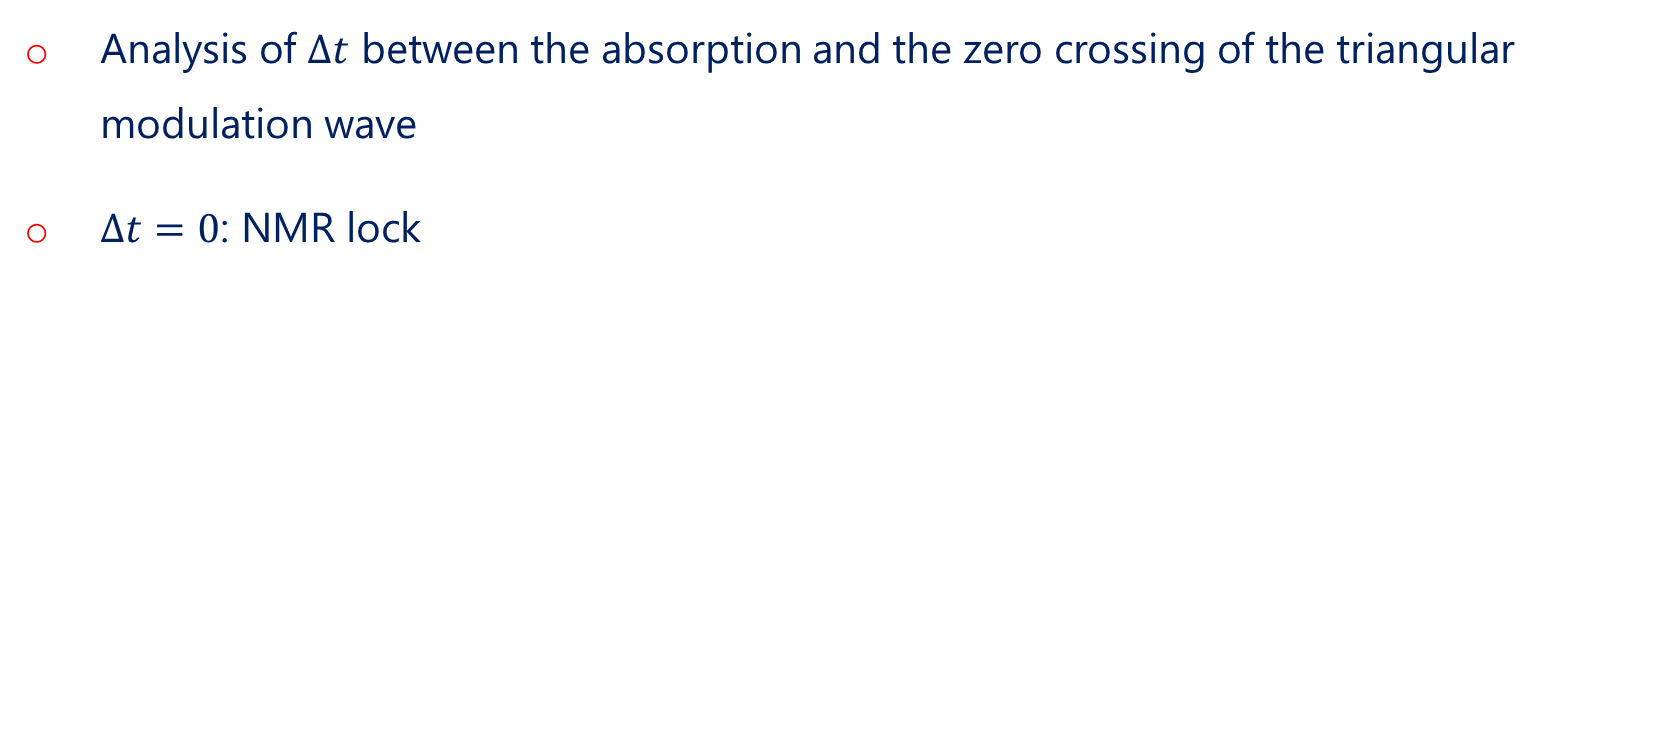 ○ Analysis of Δ𝑡 between the absorption and the zero crossing of the triangular
modulation wave
○ Δ𝑡 = 0: NMR lock